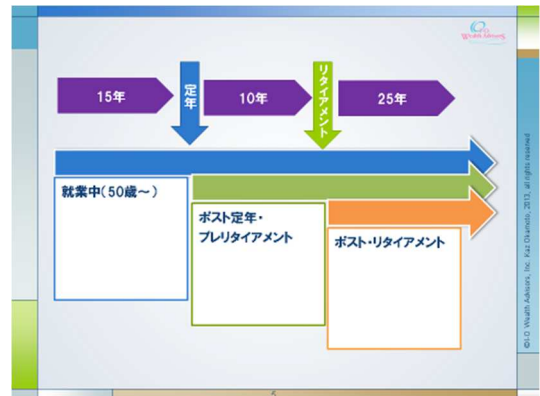 Wealth Advisors
15年
定年
10年
リタイアメント
25年
就業中(50歳~)
ポスト定年・
プレリタイアメント
ポスト・リタイアメント
©I-O Wealth Advisors, Inc. Kaz Okamoto, 2013, all rights reserved
5